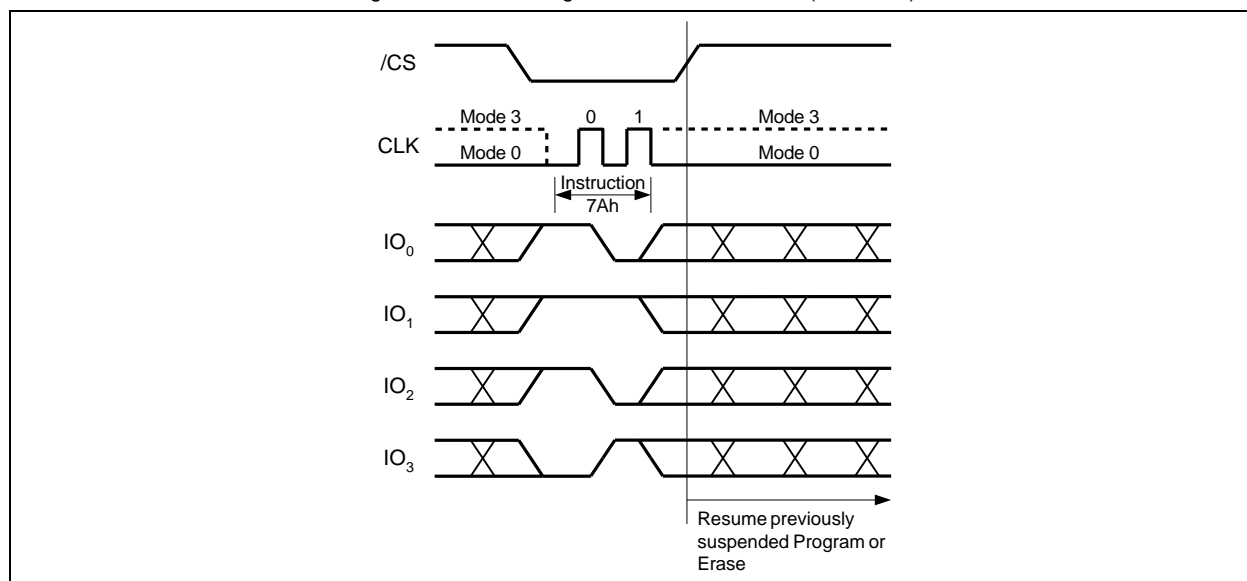 /CS
Mode 3
0
1
Mode 3
CLK
Mode 0
Mode 0
Instruction
7Ah
IO0
IO1
IO2
IO3
Resume previously
suspended Program or
Erase